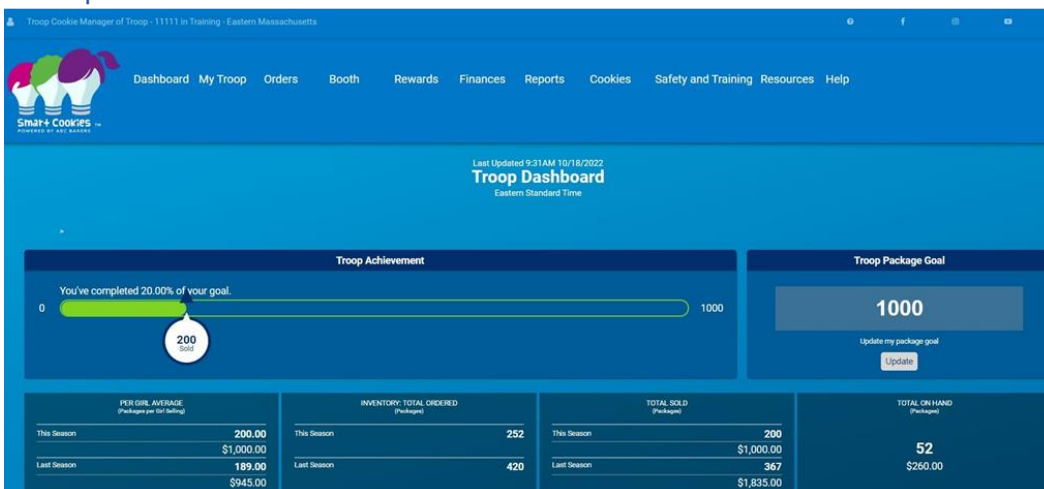 Troop Cookie Manager of Troop - 11111 in Training - Eastern Massachusetts
Dashboard My Troop Orders Booth Rewards Finances Reports Cookies Safety and Training Resources Help
Smart Cookies TM
POWERED BY ABC BAKERS
Last Updated 9:31AM 10/18/2022
Troop Dashboard
Eastern Standard Time
Troop Achievement
Troop Package Goal
You've completed 20.00% of your goal.
0
1000
200
Sold
1000
Update my package goal
Update
PER GIRL AVERAGE
(Packages per Girl Selling)
This Season 200.00
$1,000.00
Last Season 189.00
$945.00
INVENTORY: TOTAL ORDERED
(Packages)
This Season 252
Last Season 420
TOTAL SOLD
(Packages)
This Season 200
$1,000.00
Last Season 367
$1,835.00
TOTAL ON HAND
(Packages)
52
$260.00